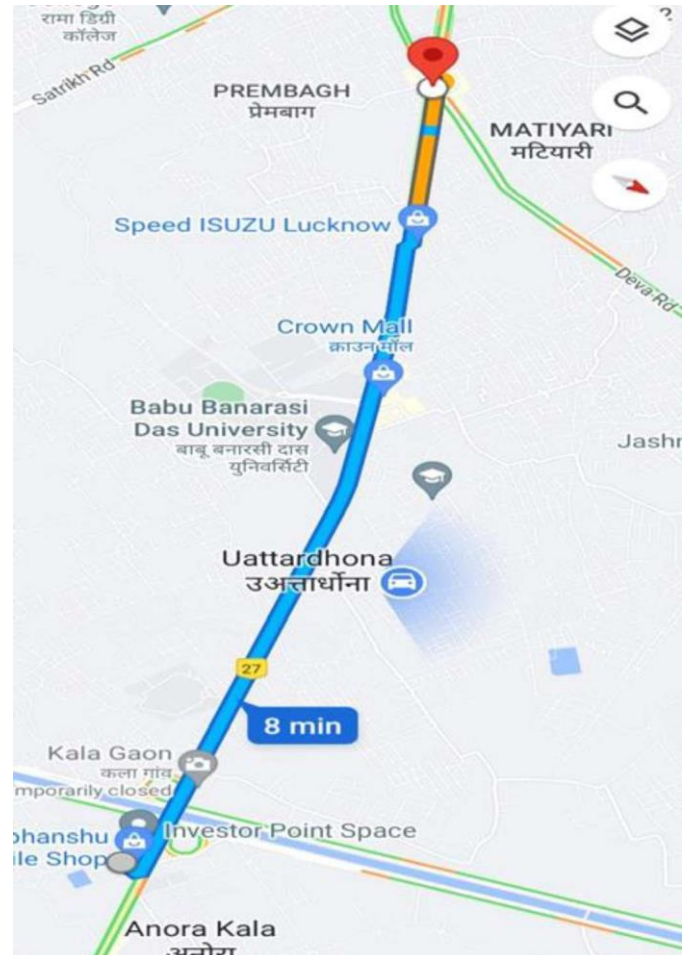 रामा डिग्री
कॉलेज
Satrikh Rd
PREMBAGH
प्रेमबाग
MATIYARI
मटियारी
Speed ISUZU Lucknow
Deva Rd
Crown Mall
क्राउन मॉल
Babu Banarasi
Das University
बाबू बनारसी दास
युनिवर्सिटी
Jashr
Uattardhona
उअत्तार्धोना
27
8 min
Kala Gaon
कला गांव
mporarily closed
Investor Point Space
ohanshu
ile Shop
Anora Kala